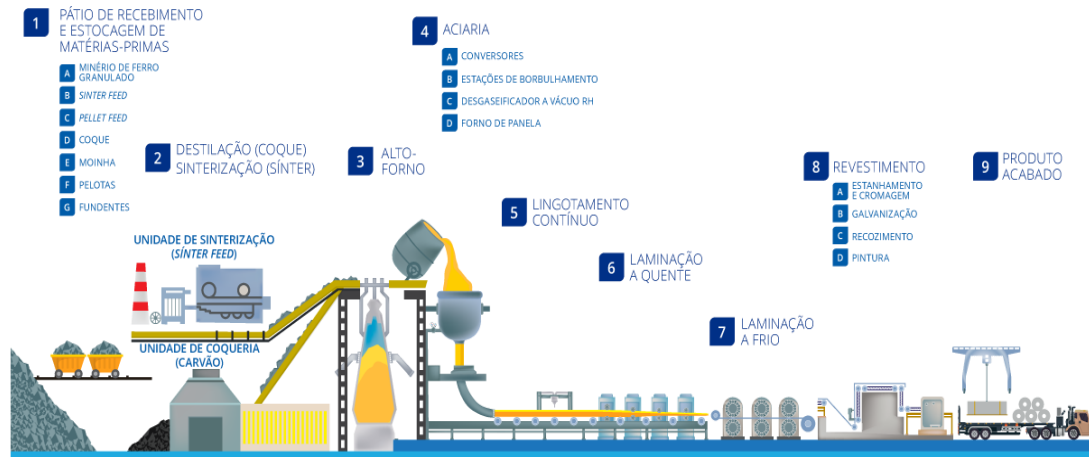 1
PÁTIO DE RECEBIMENTO
E ESTOCAGEM DE
MATÉRIAS-PRIMAS
A MINÉRIO DE FERRO
GRANULADO
B SINTER FEED
C PELLET FEED
D COQUE
E MOINHA
F PELOTAS
G FUNDENTES
2
DESTILAÇÃO (COQUE)
SINTERIZAÇÃO (SÍNTER)
UNIDADE DE SINTERIZAÇÃO
(SÍNTER FEED)
UNIDADE DE COQUERIA
(CARVÃO)
3
ALTO-
FORNO
4
ACIARIA
A CONVERSORES
B ESTAÇÕES DE BORBULHAMENTO
C DESGASEIFICADOR A VÁCUO RH
D FORNO DE PANELA
5
LINGOTAMENTO
CONTÍNUO
6
LAMINAÇÃO
A QUENTE
7
LAMINAÇÃO
A FRIO
8
REVESTIMENTO
A ESTANHAMENTO
E CROMAGEM
B GALVANIZAÇÃO
C RECOZIMENTO
D PINTURA
9
PRODUTO
ACABADO